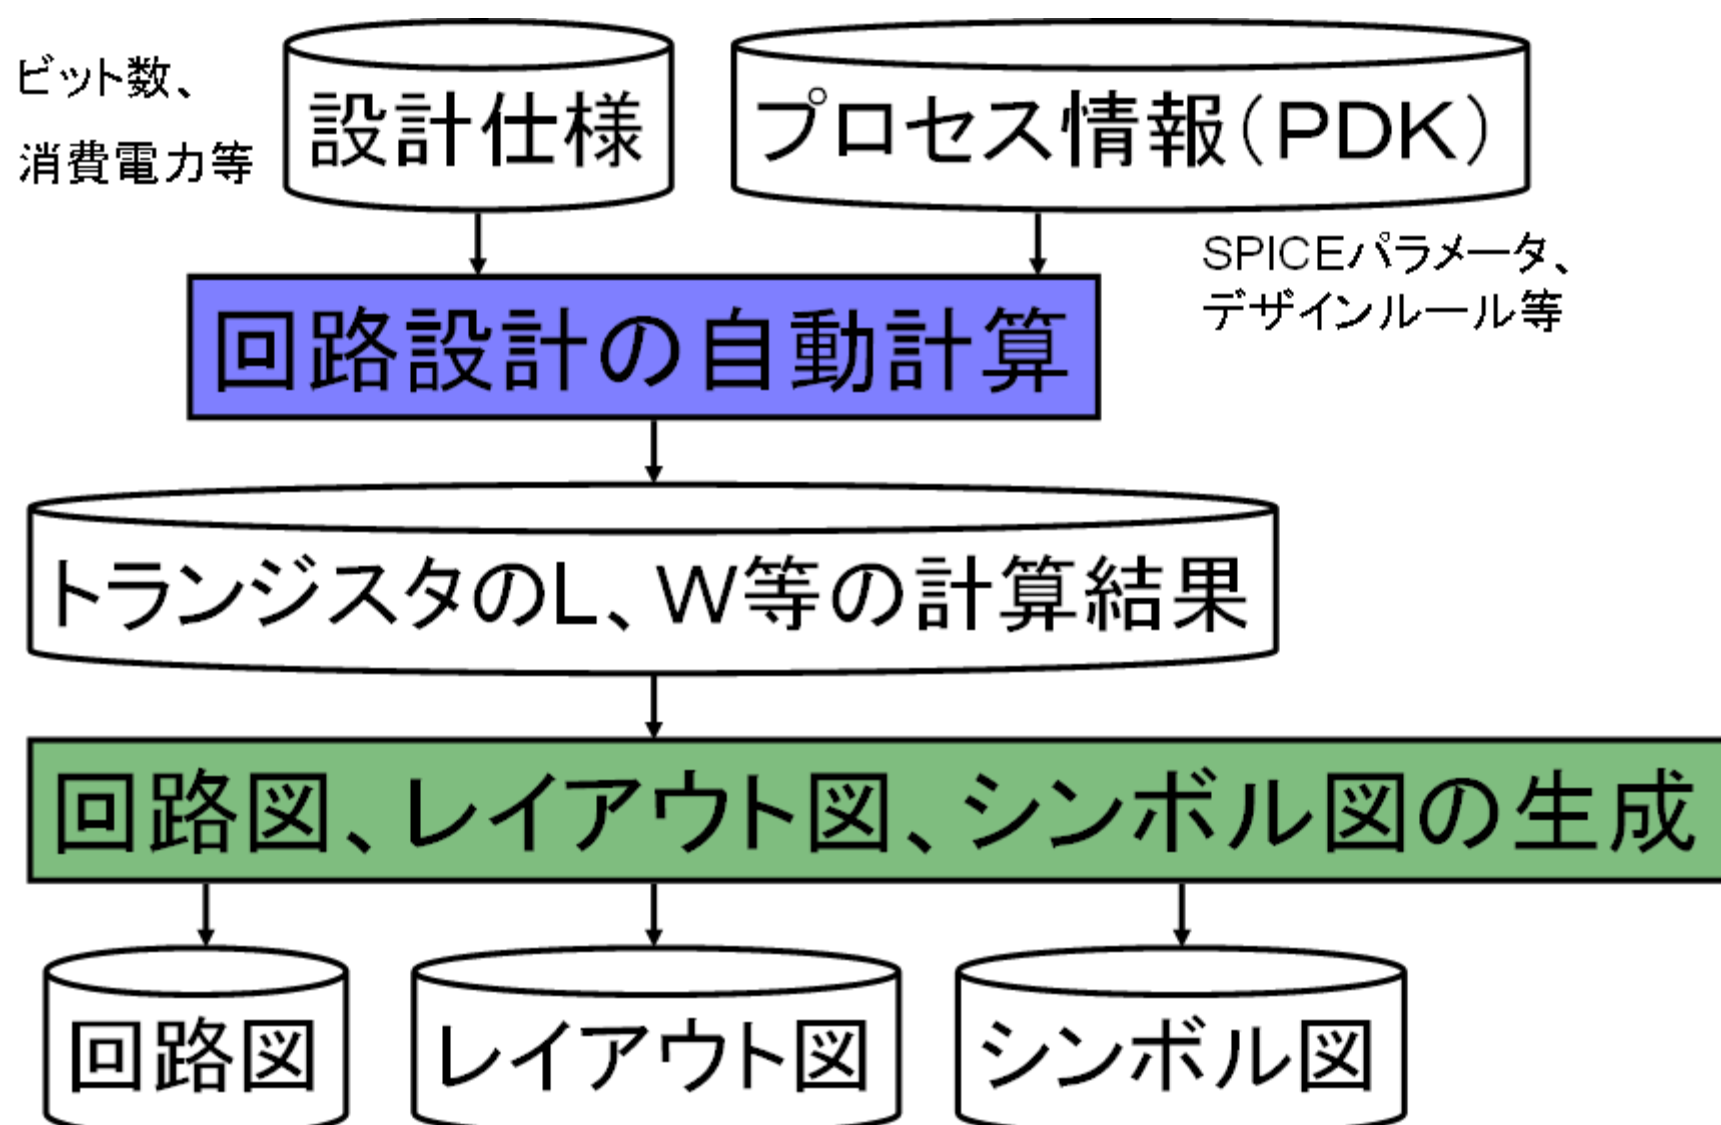 ビット数、
消費電力等
設計仕様
プロセス情報(PDK)
SPICEパラメータ、
デザインルール等
回路設計の自動計算
トランジスタのL、W等の計算結果
回路図、レイアウト図、シンボル図の生成
回路図
レイアウト図
シンボル図